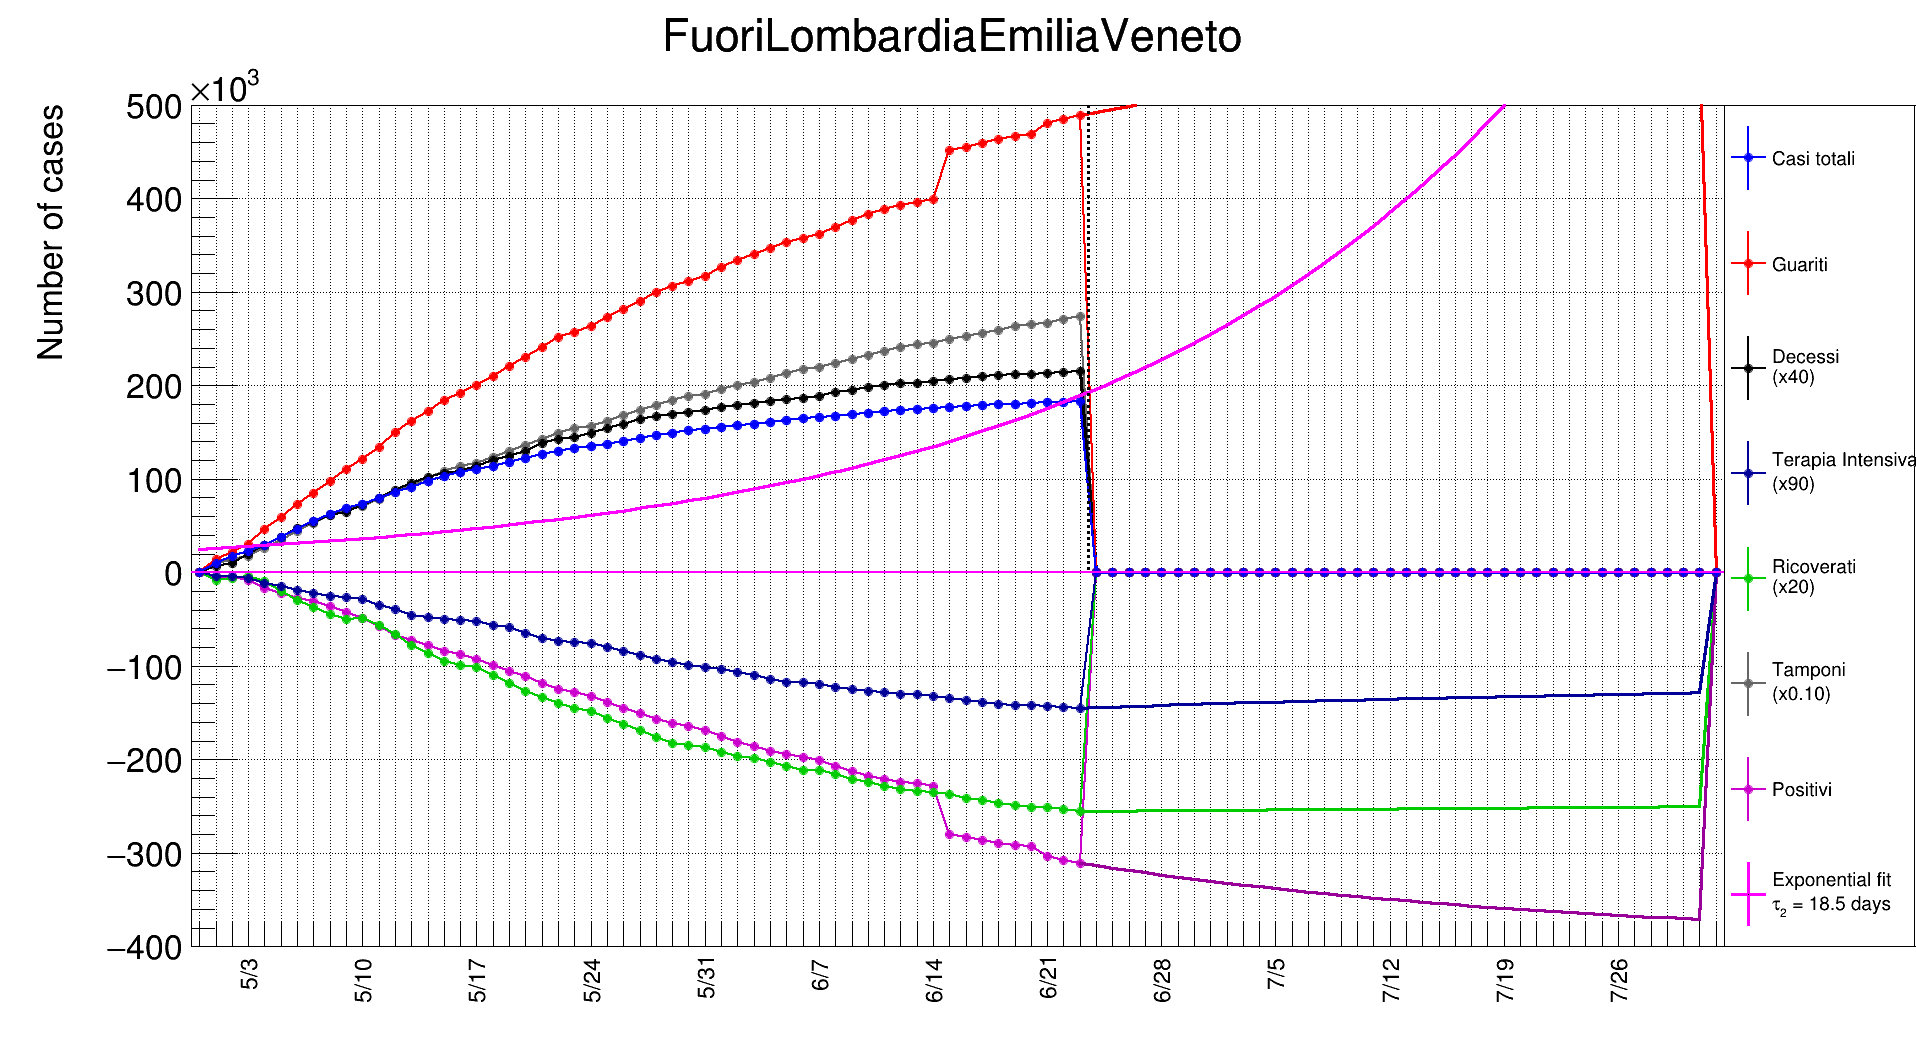 FuoriLombardiaEmiliaVeneto
×10³
Number of cases
500
400
300
200
100
0
−100
−200
−300
−400
5/3
5/10
5/17
5/24
5/31
6/7
6/14
6/21
6/28
7/5
7/12
7/19
7/26
Casi totali
Guariti
Decessi
(x40)
Terapia Intensiva
(x90)
Ricoverati
(x20)
Tamponi
(x0.10)
Positivi
Exponential fit
τ₂ = 18.5 days